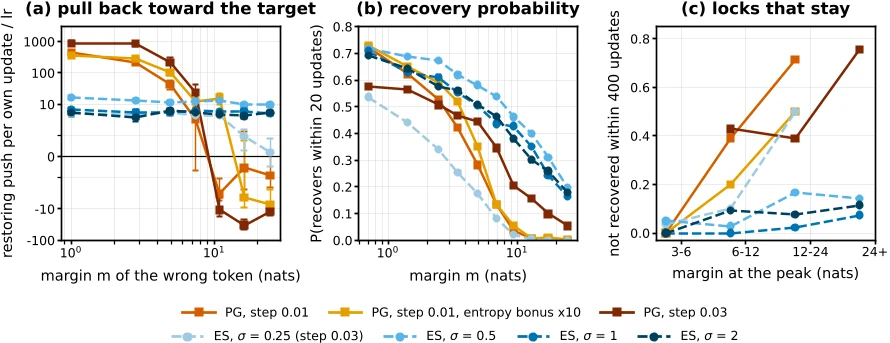 (a) pull back toward the target
(b) recovery probability
(c) locks that stay
restoring push per own update / lr
1000
100
10
0
-10
-100
10⁰
10¹
margin m of the wrong token (nats)
P(recovers within 20 updates)
0.8
0.7
0.6
0.5
0.4
0.3
0.2
0.1
0.0
10⁰
10¹
margin m (nats)
not recovered within 400 updates
0.8
0.6
0.4
0.2
0.0
3-6
6-12
12-24
24+
margin at the peak (nats)
PG, step 0.01
PG, step 0.01, entropy bonus x10
PG, step 0.03
ES, σ = 0.25 (step 0.03)
ES, σ = 0.5
ES, σ = 1
ES, σ = 2